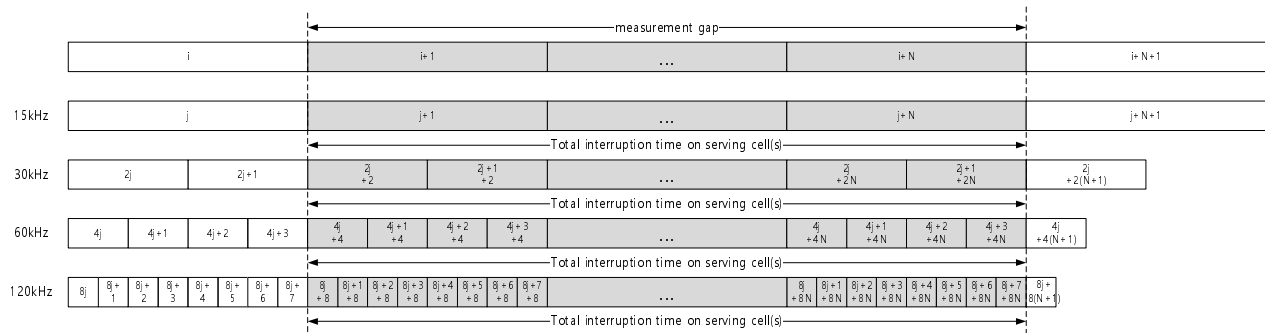 measurement gap
i
i+1
...
i+N
i+N+1
15kHz
j
j+1
...
j+N
j+N+1
Total interruption time on serving cell(s)
30kHz
2j
2j+1
2j
+2
2j+1
+2
...
2j
+2N
2j+1
+2N
2j
+2(N+1)
Total interruption time on serving cell(s)
60kHz
4j
4j+1
4j+2
4j+3
4j
+4
4j+1
+4
4j+2
+4
4j+3
+4
...
4j
+4N
4j+1
+4N
4j+2
+4N
4j+3
+4N
4j
+4(N+1)
Total interruption time on serving cell(s)
120kHz
8j
8j+
1
8j+
2
8j+
3
8j+
4
8j+
5
8j+
6
8j+
7
8j
+8
8j+1
+8
8j+2
+8
8j+3
+8
8j+4
+8
8j+5
+8
8j+6
+8
8j+7
+8
...
8j
+8N
8j+1
+8N
8j+2
+8N
8j+3
+8N
8j+4
+8N
8j+5
+8N
8j+6
+8N
8j+7
+8N
8j+
8(N+1)
Total interruption time on serving cell(s)